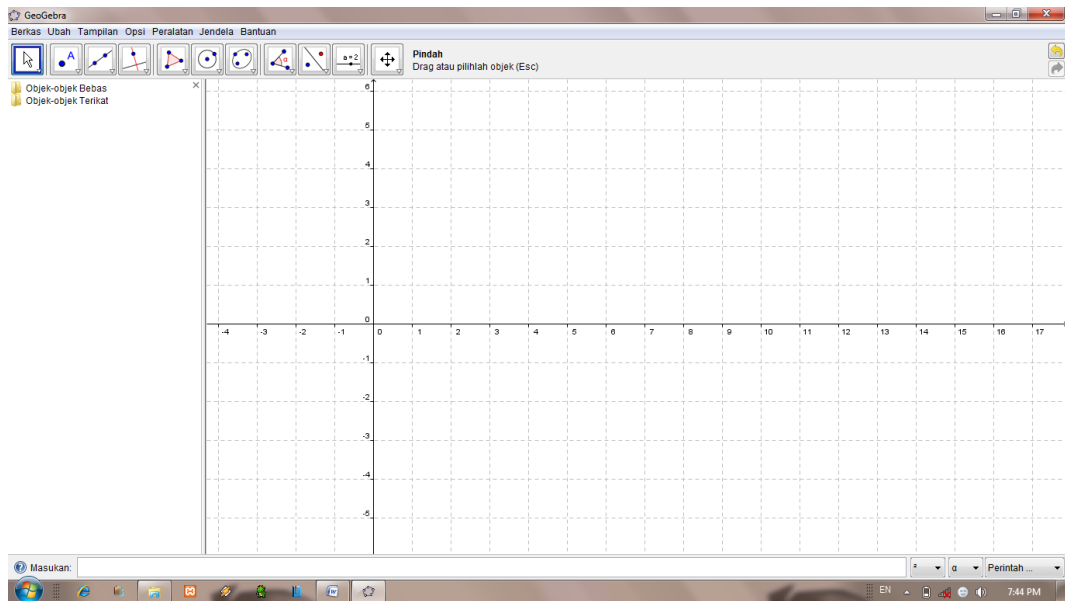 GeoGebra
Berkas Ubah Tampilan Opsi Peralatan Jendela Bantuan
A
α
a = 2
Pindah
Drag atau pilihlah objek (Esc)
Objek-objek Bebas
Objek-objek Terikat
6
5
4
3
2
1
0
-4 -3 -2 -1 0 1 2 3 4 5 6 7 8 9 10 11 12 13 14 15 16 17
-1
-2
-3
-4
-5
Masukan: ² α Perintah ...
EN 7:44 PM